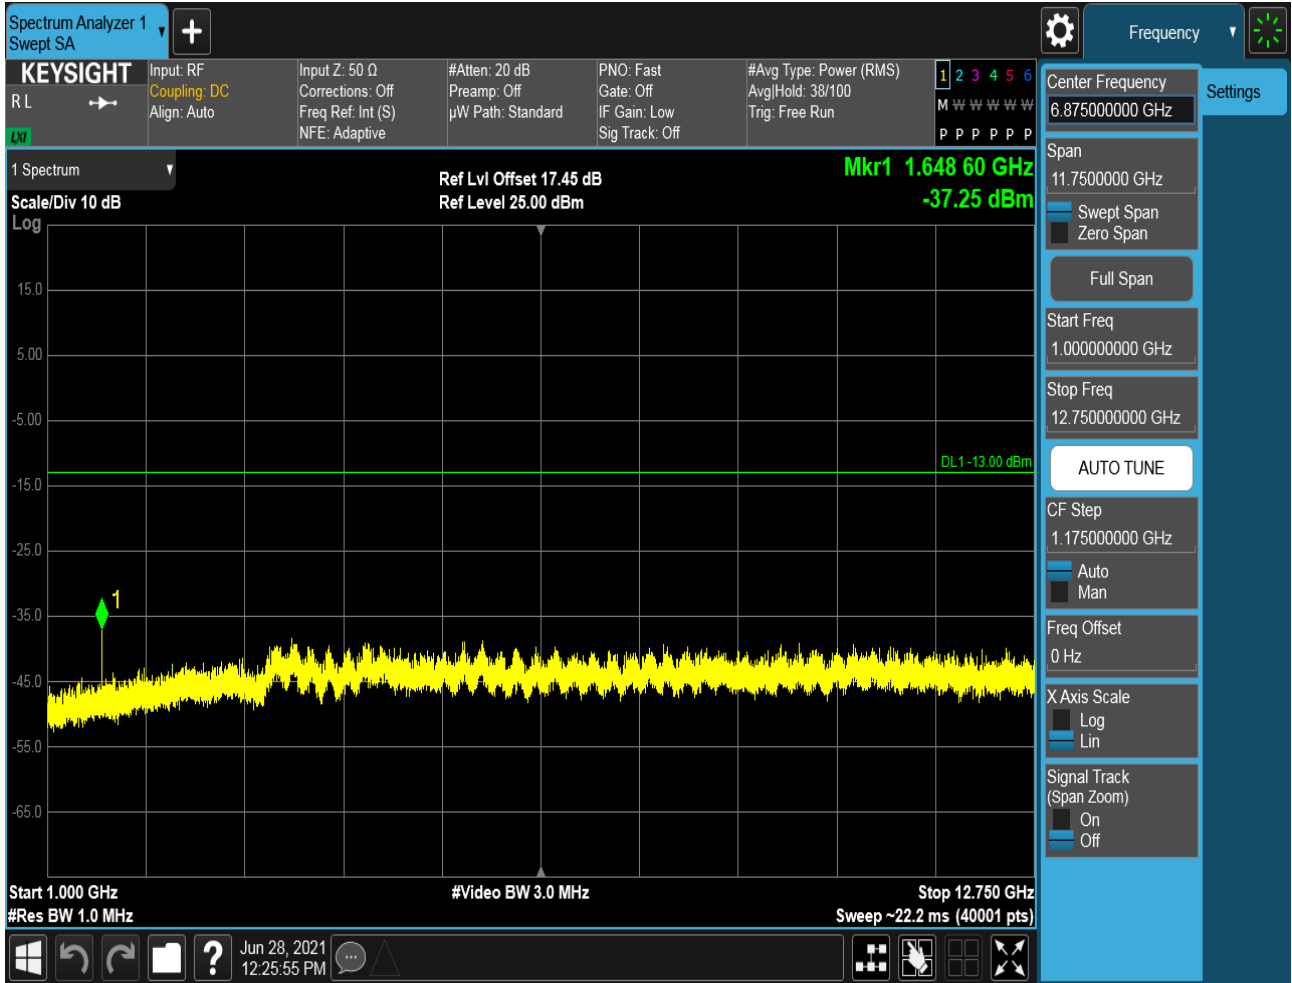 Spectrum Analyzer 1
Swept SA
Frequency
KEYSIGHT
R L
LXI
Input: RF
Coupling: DC
Align: Auto
Input Z: 50 Ω
Corrections: Off
Freq Ref: Int (S)
NFE: Adaptive
#Atten: 20 dB
Preamp: Off
µW Path: Standard
PNO: Fast
Gate: Off
IF Gain: Low
Sig Track: Off
#Avg Type: Power (RMS)
Avg|Hold: 38/100
Trig: Free Run
1 2 3 4 5 6
M W W W W W
P P P P P P
1 Spectrum
Scale/Div 10 dB
Log
Ref Lvl Offset 17.45 dB
Ref Level 25.00 dBm
Mkr1 1.648 60 GHz
-37.25 dBm
15.0
5.00
-5.00
-15.0
-25.0
-35.0
-45.0
-55.0
-65.0
DL1 -13.00 dBm
1
Start 1.000 GHz
#Res BW 1.0 MHz
#Video BW 3.0 MHz
Stop 12.750 GHz
Sweep ~22.2 ms (40001 pts)
Center Frequency
6.875000000 GHz
Span
11.7500000 GHz
Swept Span
Zero Span
Full Span
Start Freq
1.000000000 GHz
Stop Freq
12.750000000 GHz
AUTO TUNE
CF Step
1.175000000 GHz
Auto
Man
Freq Offset
0 Hz
X Axis Scale
Log
Lin
Signal Track
(Span Zoom)
On
Off
Settings
?
Jun 28, 2021
12:25:55 PM